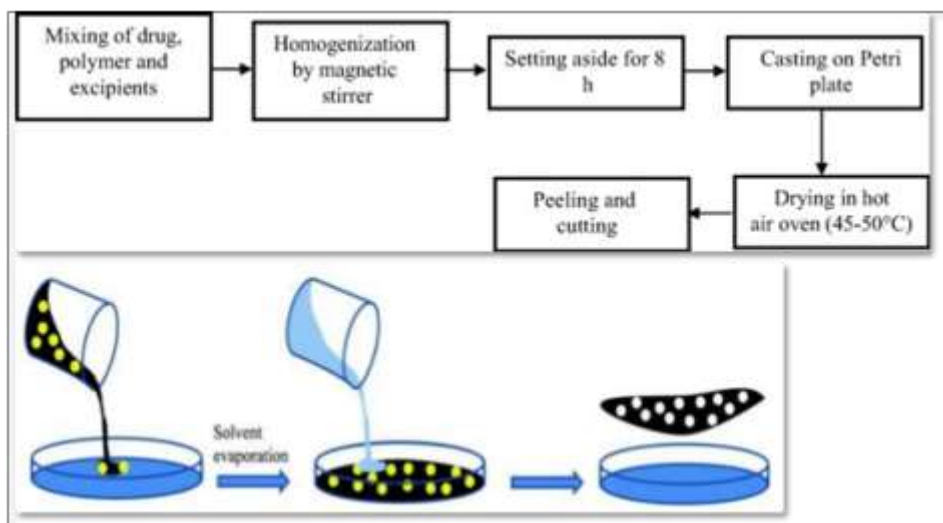 Mixing of drug,
polymer and
excipients
Homogenization
by magnetic
stirrer
Setting aside for 8
h
Casting on Petri
plate
Drying in hot
air oven (45-50°C)
Peeling and
cutting
Solvent
evaporation